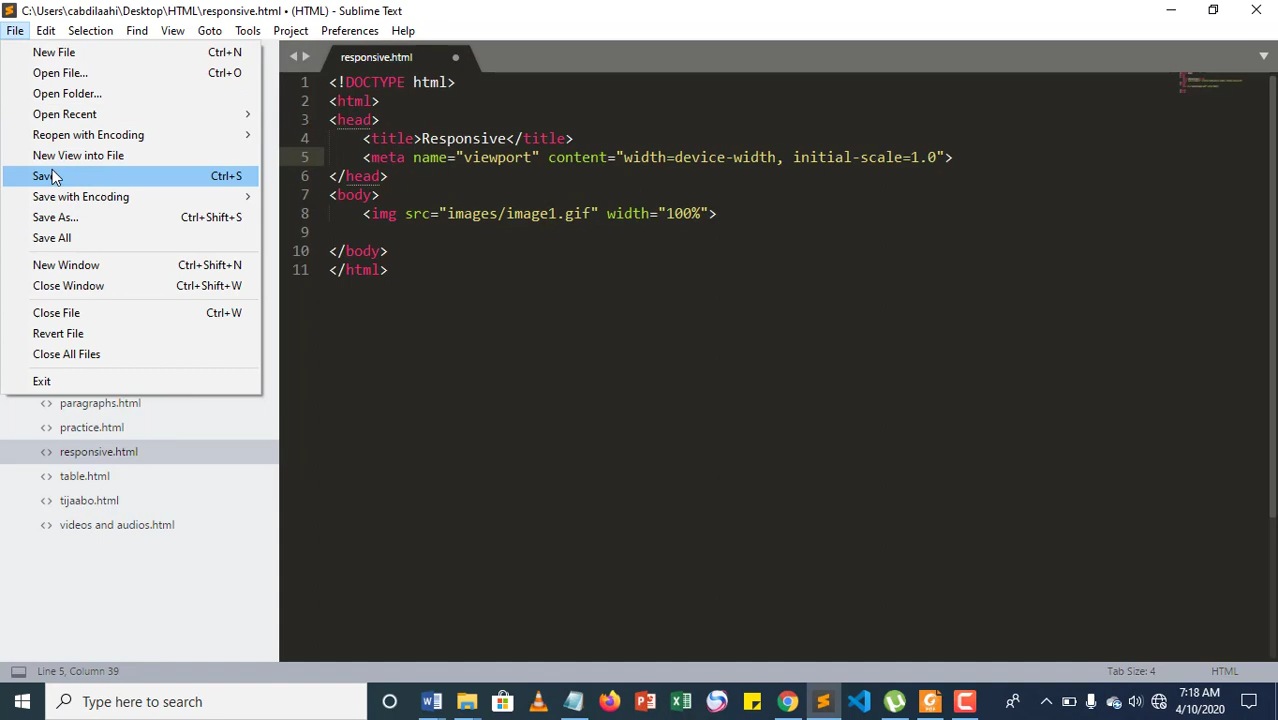 C:\Users\cabdilaahi\Desktop\HTML\responsive.html • (HTML) - Sublime Text
File Edit Selection Find View Goto Tools Project Preferences Help
New File Ctrl+N
Open File... Ctrl+O
Open Folder...
Open Recent
Reopen with Encoding
New View into File
Save Ctrl+S
Save with Encoding
Save As... Ctrl+Shift+S
Save All
New Window Ctrl+Shift+N
Close Window Ctrl+Shift+W
Close File Ctrl+W
Revert File
Close All Files
Exit
paragraphs.html
practice.html
responsive.html
table.html
tijaabo.html
videos and audios.html
responsive.html
1 <!DOCTYPE html>
2 <html>
3 <head>
4 <title>Responsive</title>
5 <meta name="viewport" content="width=device-width, initial-scale=1.0">
6 </head>
7 <body>
8 <img src="images/image1.gif" width="100%">
9
10 </body>
11 </html>
Line 5, Column 39 Tab Size: 4 HTML
Type here to search
7:18 AM
4/10/2020